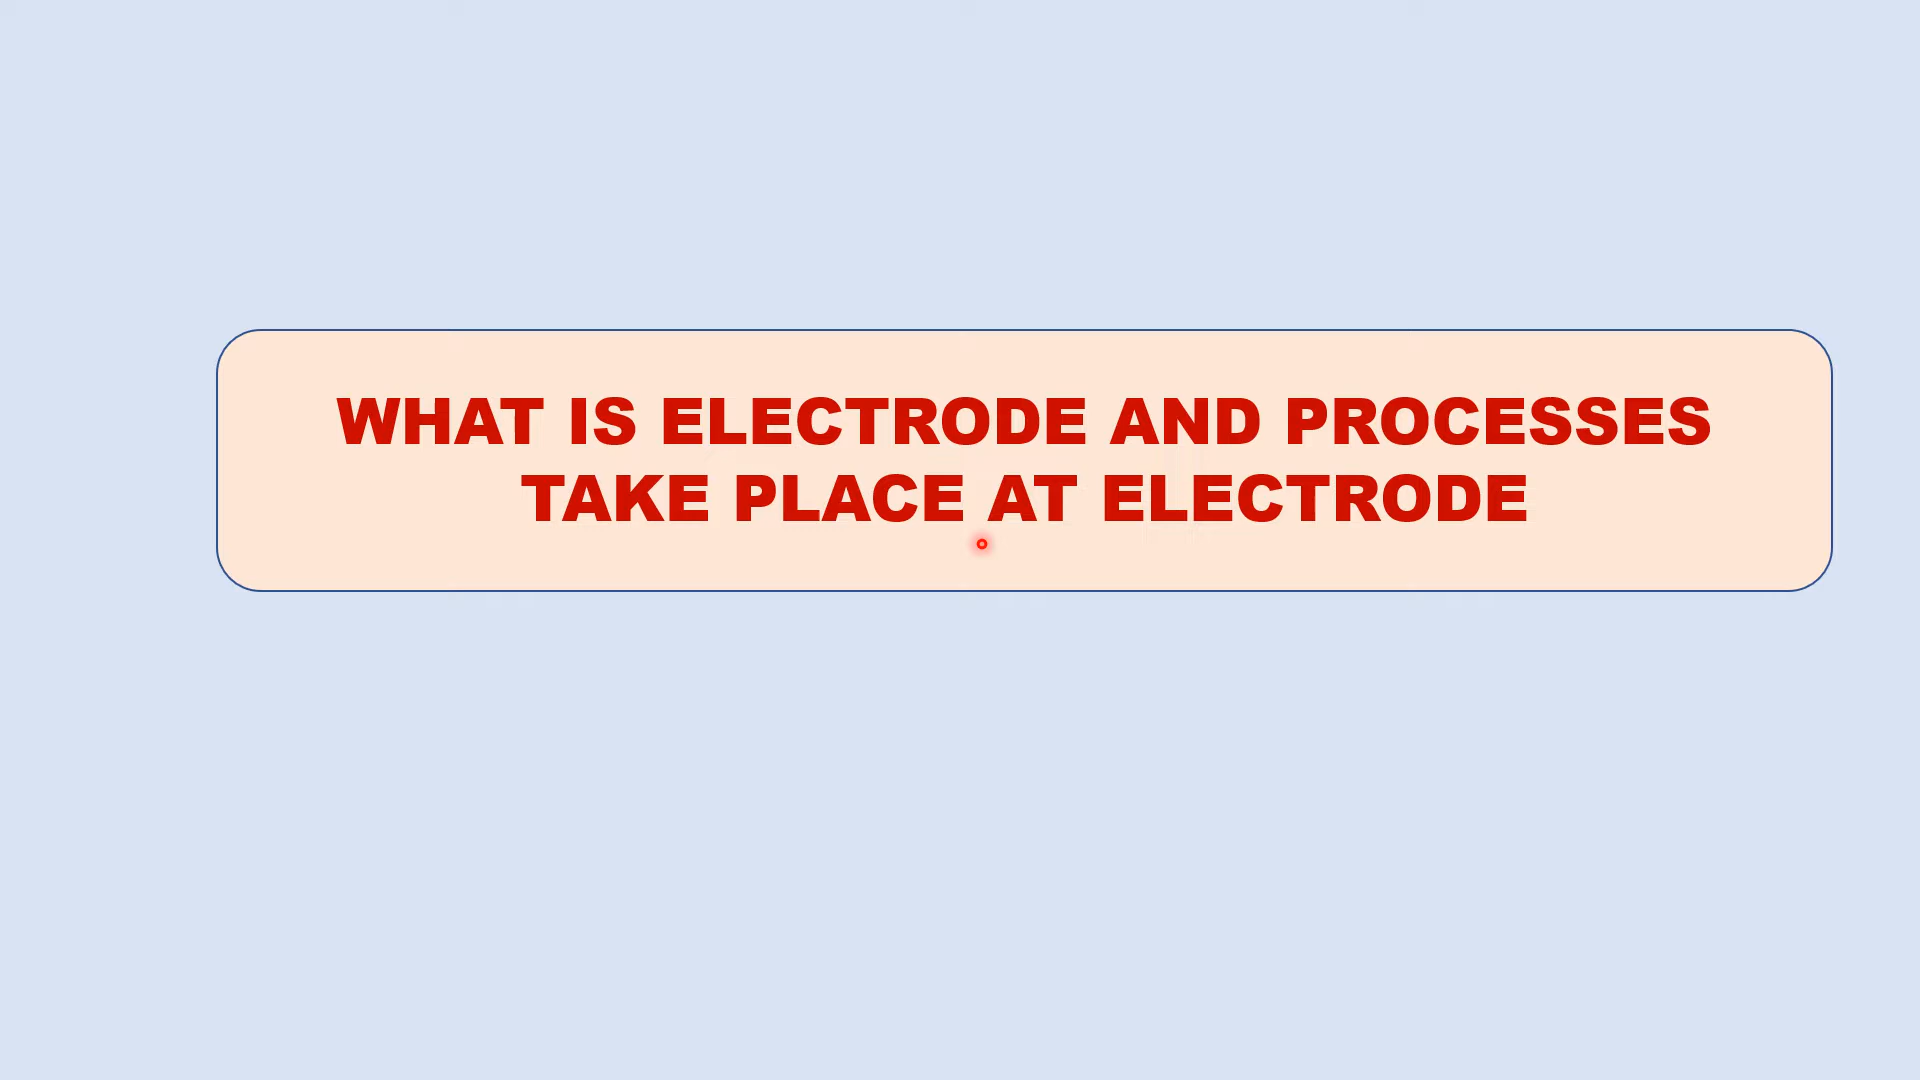 WHAT IS ELECTRODE AND PROCESSES
TAKE PLACE AT ELECTRODE